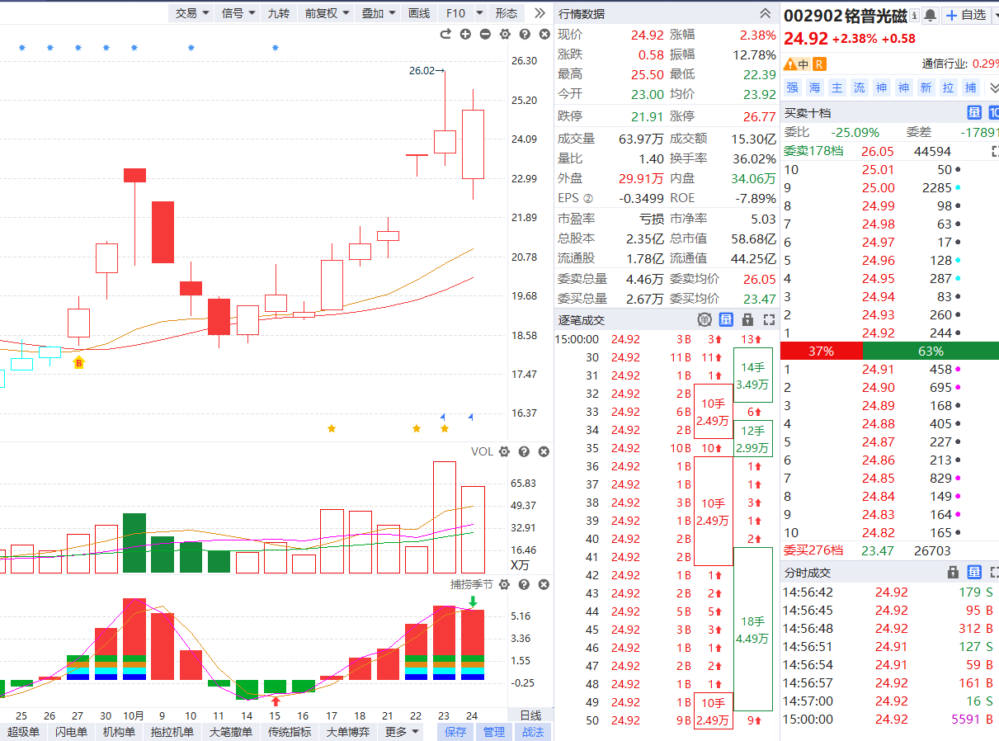 交易 信号 九转 前复权 叠加 画线 F10 形态
26.30
26.02
25.20
24.09
22.99
21.89
20.78
19.68
18.58
B
17.47
16.37
VOL
65.83
49.37
32.91
16.46
X万
捕捞季节
5.16
3.36
1.55
-0.25
25 26 27 30 10月 9 10 11 14 15 16 17 18 21 22 23 24 日线
超级单 闪电单 机构单 拖拉机单 大笔撤单 传统指标 大单博弈 更多 保存 管理 战法
行情数据
现价 24.92 涨幅 2.38%
涨跌 0.58 振幅 12.78%
最高 25.50 最低 22.39
今开 23.00 均价 23.92
跌停 21.91 涨停 26.77
成交量 63.97万 成交额 15.30亿
量比 1.40 换手率 36.02%
外盘 29.91万 内盘 34.06万
EPS ② -0.3499 ROE -7.89%
市盈率 亏损 市净率 5.03
总股本 2.35亿 总市值 58.68亿
流通股 1.78亿 流通值 44.25亿
委卖总量 4.46万 委卖均价 26.05
委买总量 2.67万 委买均价 23.47
逐笔成交 单 量
15:00:00 24.92 3 B 3 13
30 24.92 11 B 11
31 24.92 1 B 1 14手
3.49万
32 24.92 2 B
33 24.92 6 B 10手
2.49万 6
34 24.92 2 B 12手
2.99万
35 24.92 10 B 10
36 24.92 1 B 1
37 24.92 1 B 1
38 24.92 3 B 10手
2.49万 3
39 24.92 1 B 1
40 24.92 2 B 2
41 24.92 2 B
42 24.92 1 B 1
43 24.92 2 B 2
44 24.92 5 B 5 18手
4.49万
45 24.92 3 B 3
46 24.92 1 B 1
47 24.92 2 B 2
48 24.92 1 B 1
49 24.92 1 B 10手
2.49万
50 24.92 9 B 9
002902 铭普光磁 自选
24.92 +2.38% +0.58
中 R 通信行业: 0.29%
强 海 主 流 神 神 新 拉 捕
买卖十档 量 10
委比 -25.09% 委差 -17891
委卖178档 26.05 44594
10 25.01 50
9 25.00 2285
8 24.99 98
7 24.98 63
6 24.97 17
5 24.96 128
4 24.95 287
3 24.94 83
2 24.93 260
1 24.92 244
37% 63%
1 24.91 458
2 24.90 695
3 24.89 168
4 24.88 405
5 24.87 227
6 24.86 213
7 24.85 829
8 24.84 149
9 24.83 164
10 24.82 165
委买276档 23.47 26703
分时成交 量
14:56:42 24.92 179 S
14:56:45 24.92 95 B
14:56:48 24.92 312 B
14:56:51 24.91 127 S
14:56:54 24.91 59 B
14:56:57 24.92 161 B
14:57:00 24.92 16 S
15:00:00 24.92 5591 B